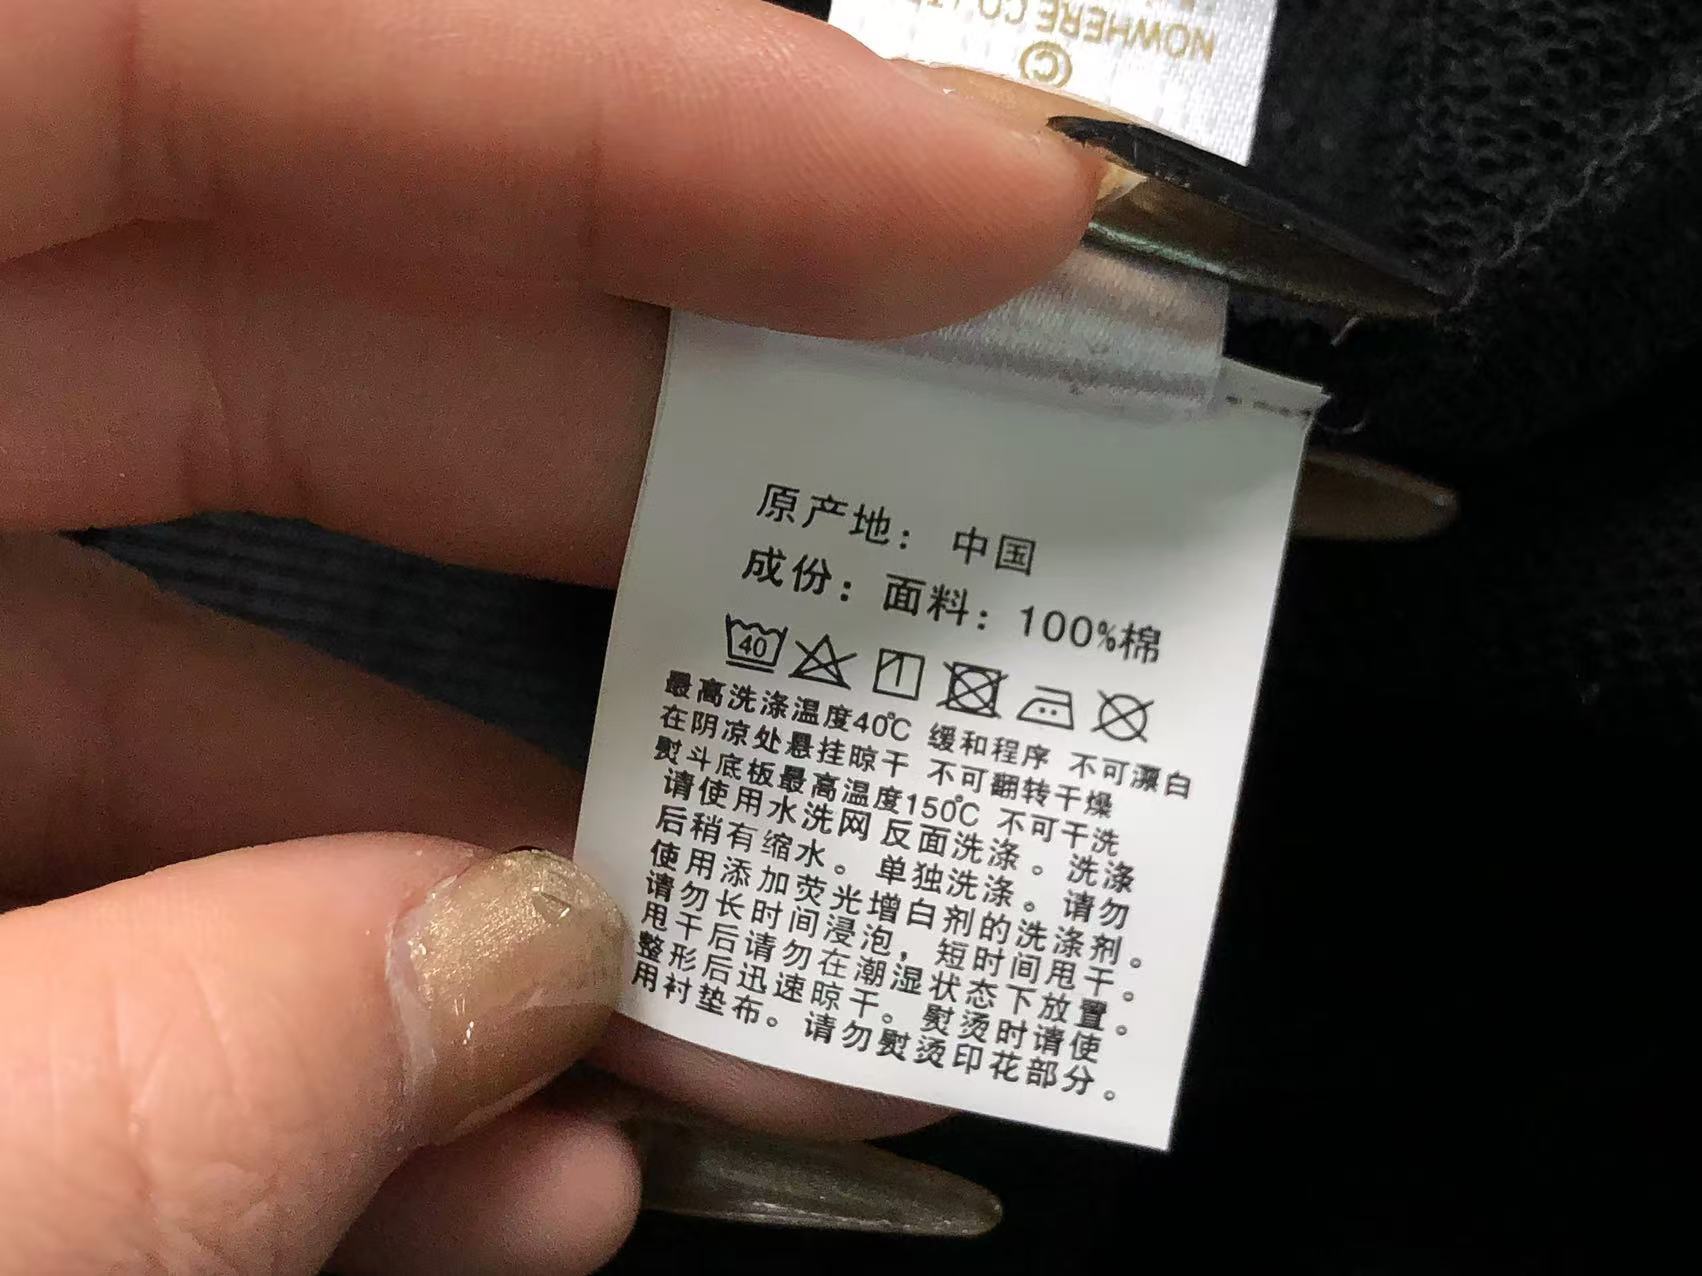 NOWHERE CO
©
原产地： 中国
成份：面料：100%棉
40
最高洗涤温度40℃ 缓和程序 不可漂白
在阴凉处悬挂晾干 不可翻转干燥
熨斗底板最高温度150℃ 不可干洗
请使用水洗网 反面洗涤。洗涤
后稍有缩水。单独洗涤。请勿
使用添加荧光增白剂的洗涤剂。
请勿长时间浸泡，短时间甩干。
甩干后请勿在潮湿状态下放置。
整形后迅速晾干。熨烫时请使
用衬垫布。请勿熨烫印花部分。